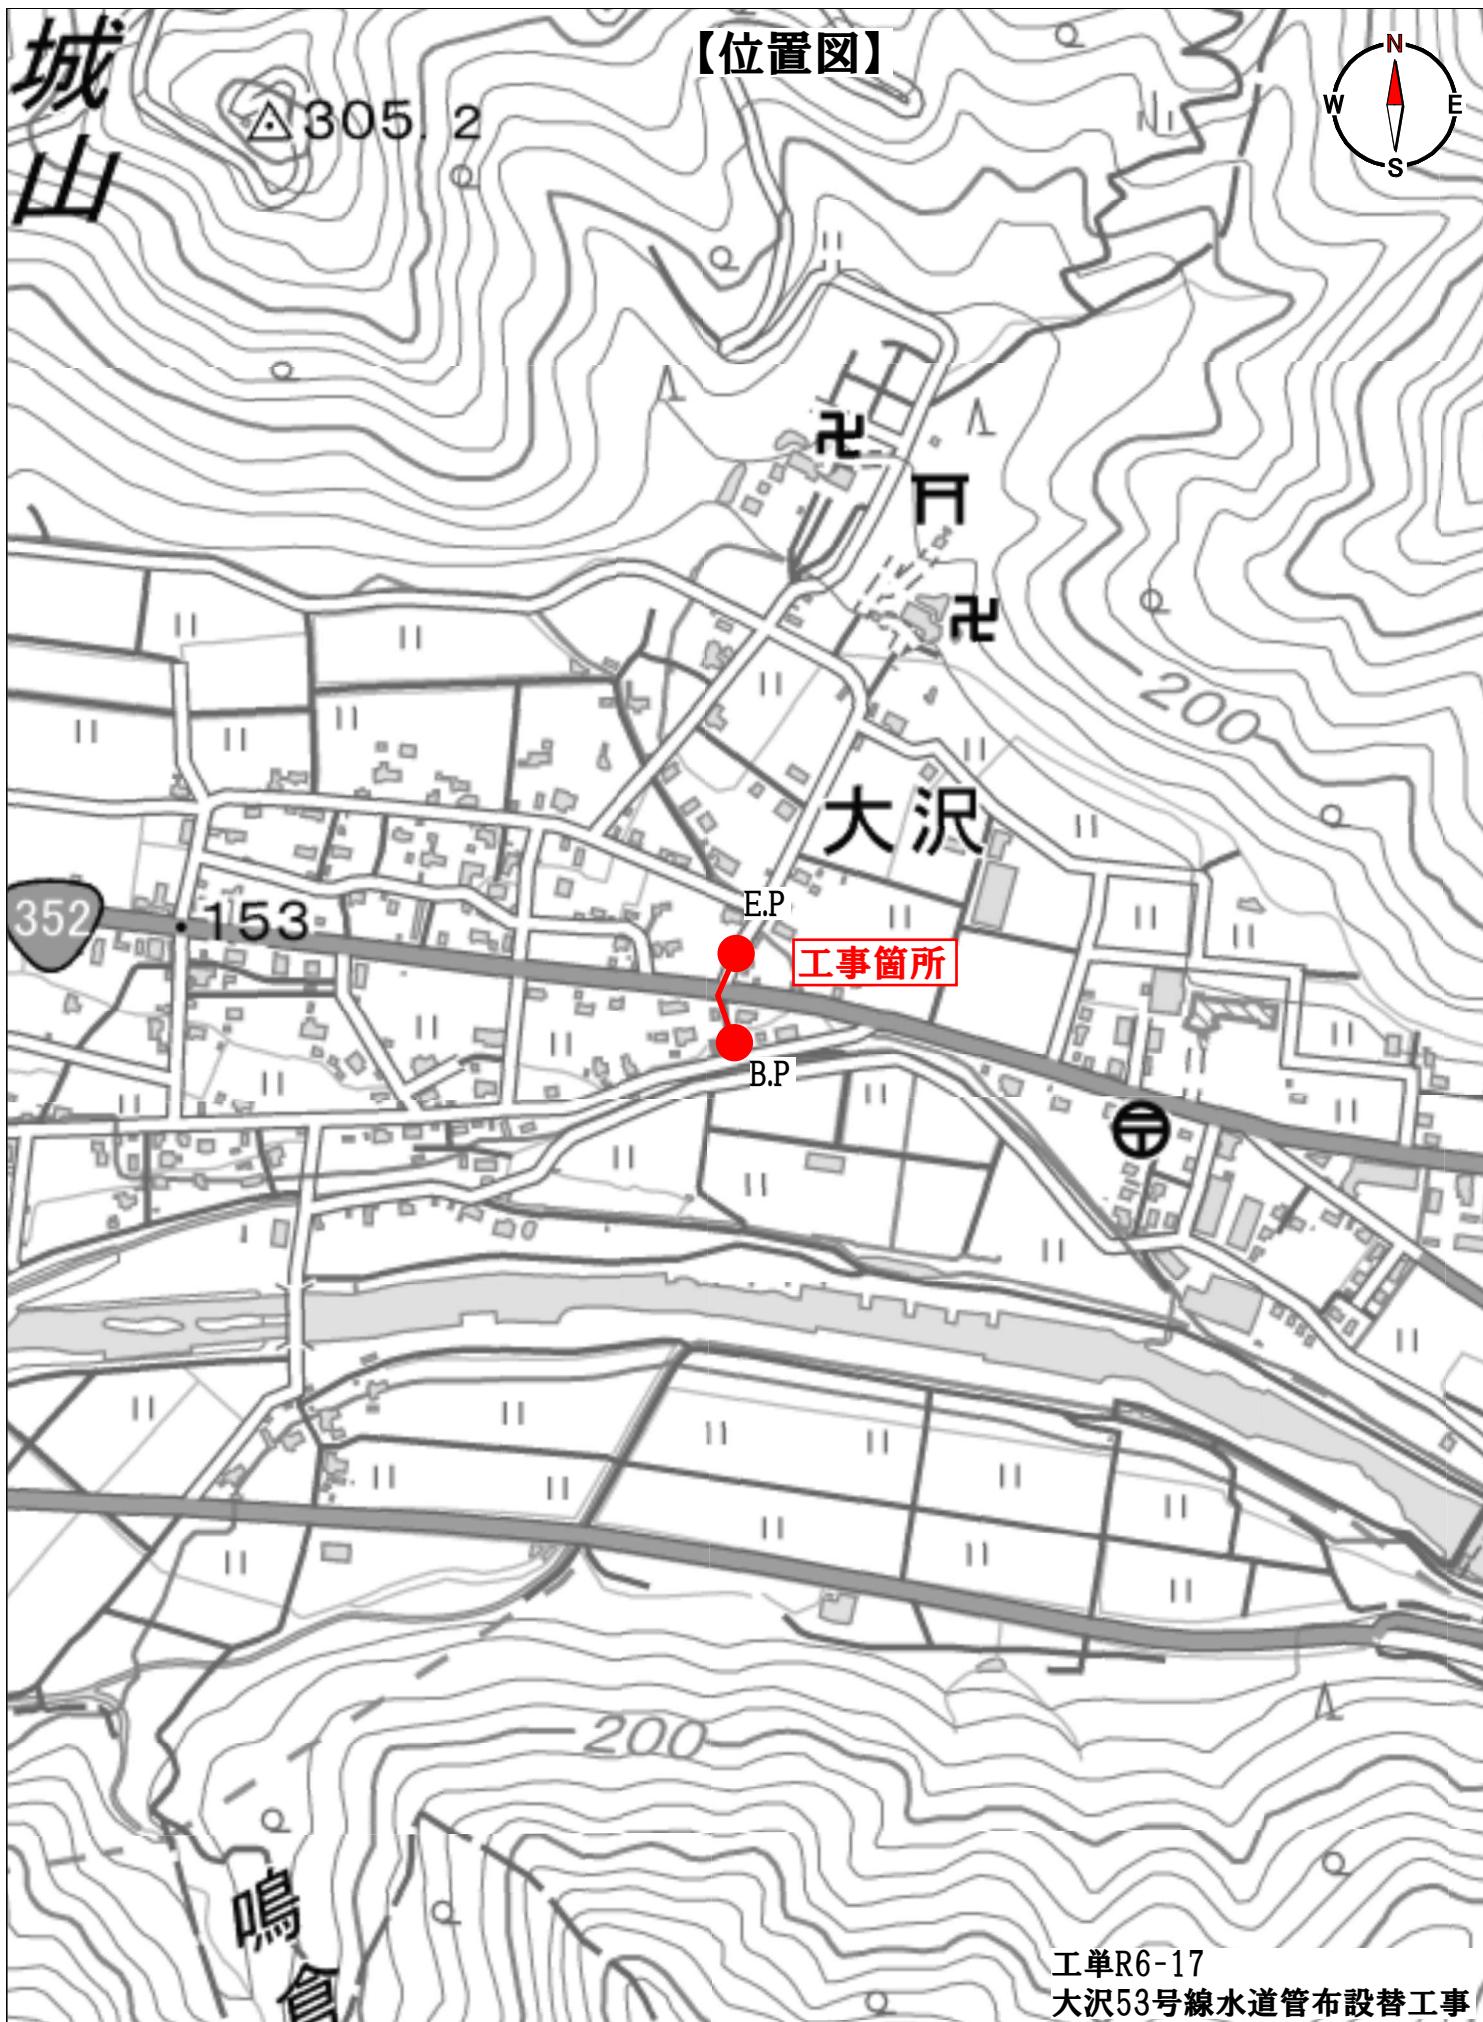 【位置図】
N
W
E
S
城山
305.2
200
大沢
352
153
E.P
工事箇所
B.P
200
鳴倉
工単R6-17
大沢53号線水道管布設替工事